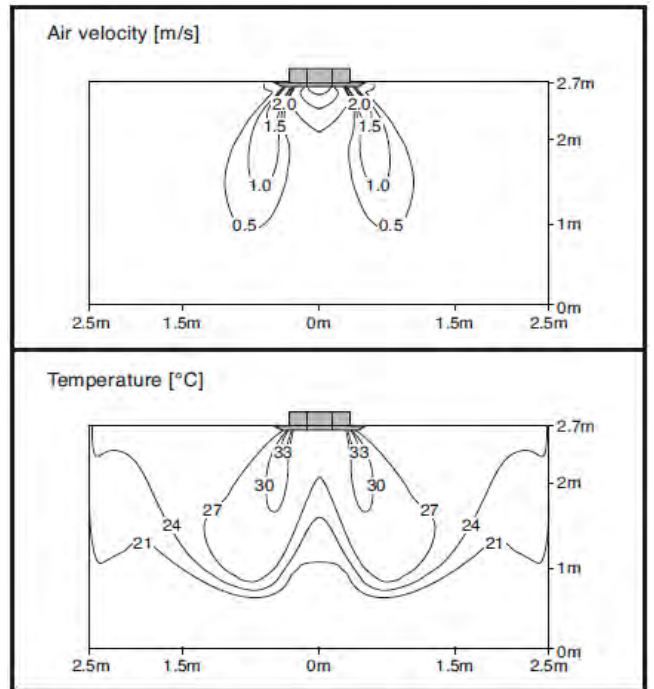 Air velocity [m/s]
2.7m
2.0 2.0
1.5 1.5
2m
1.0 1.0
0.5 0.5
1m
0m
2.5m 1.5m 0m 1.5m 2.5m
Temperature [°C]
2.7m
33 33
30 30
2m
27 27
24 24
21 21
1m
0m
2.5m 1.5m 0m 1.5m 2.5m